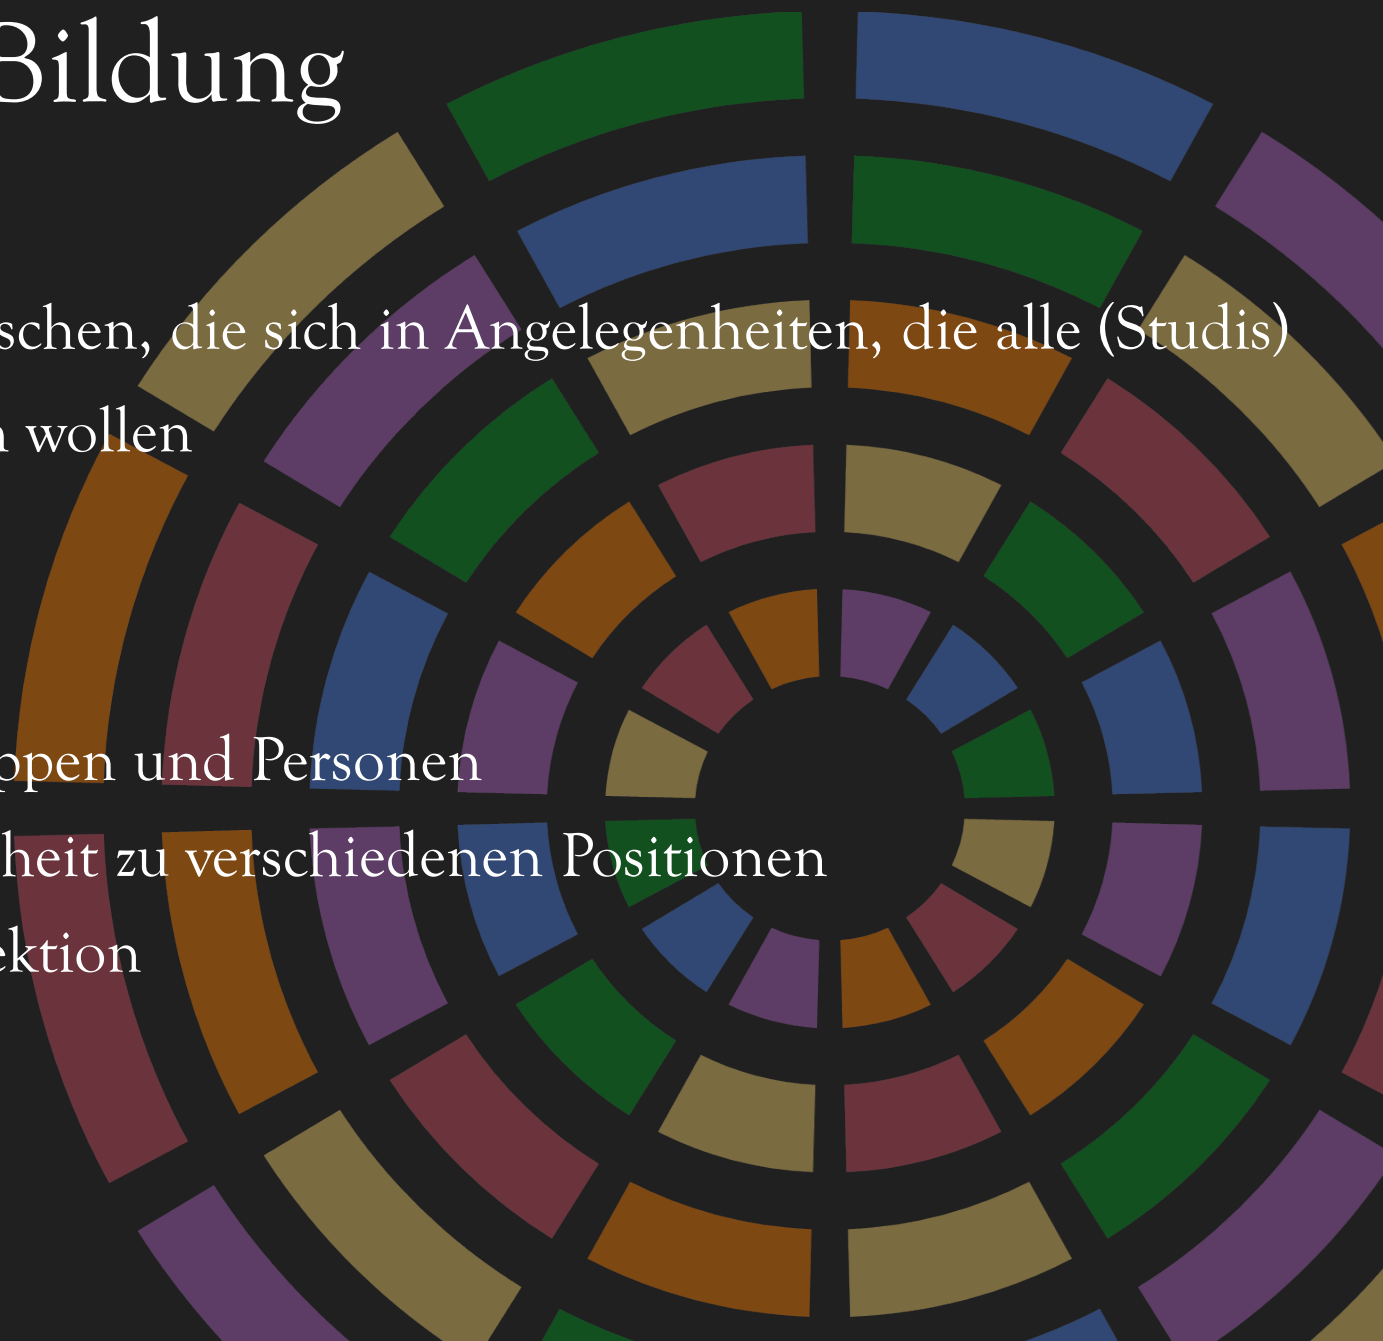 Bildung
schen, die sich in Angelegenheiten, die alle (Studis)
n wollen
ppen und Personen
heit zu verschiedenen Positionen
ektion